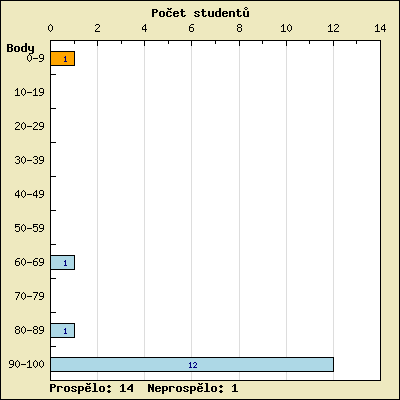 Počet studentů
0 2 4 6 8 10 12 14
Body
0-9 1
10-19
20-29
30-39
40-49
50-59
60-69 1
70-79
80-89 1
90-100 12
Prospělo: 14 Neprospělo: 1